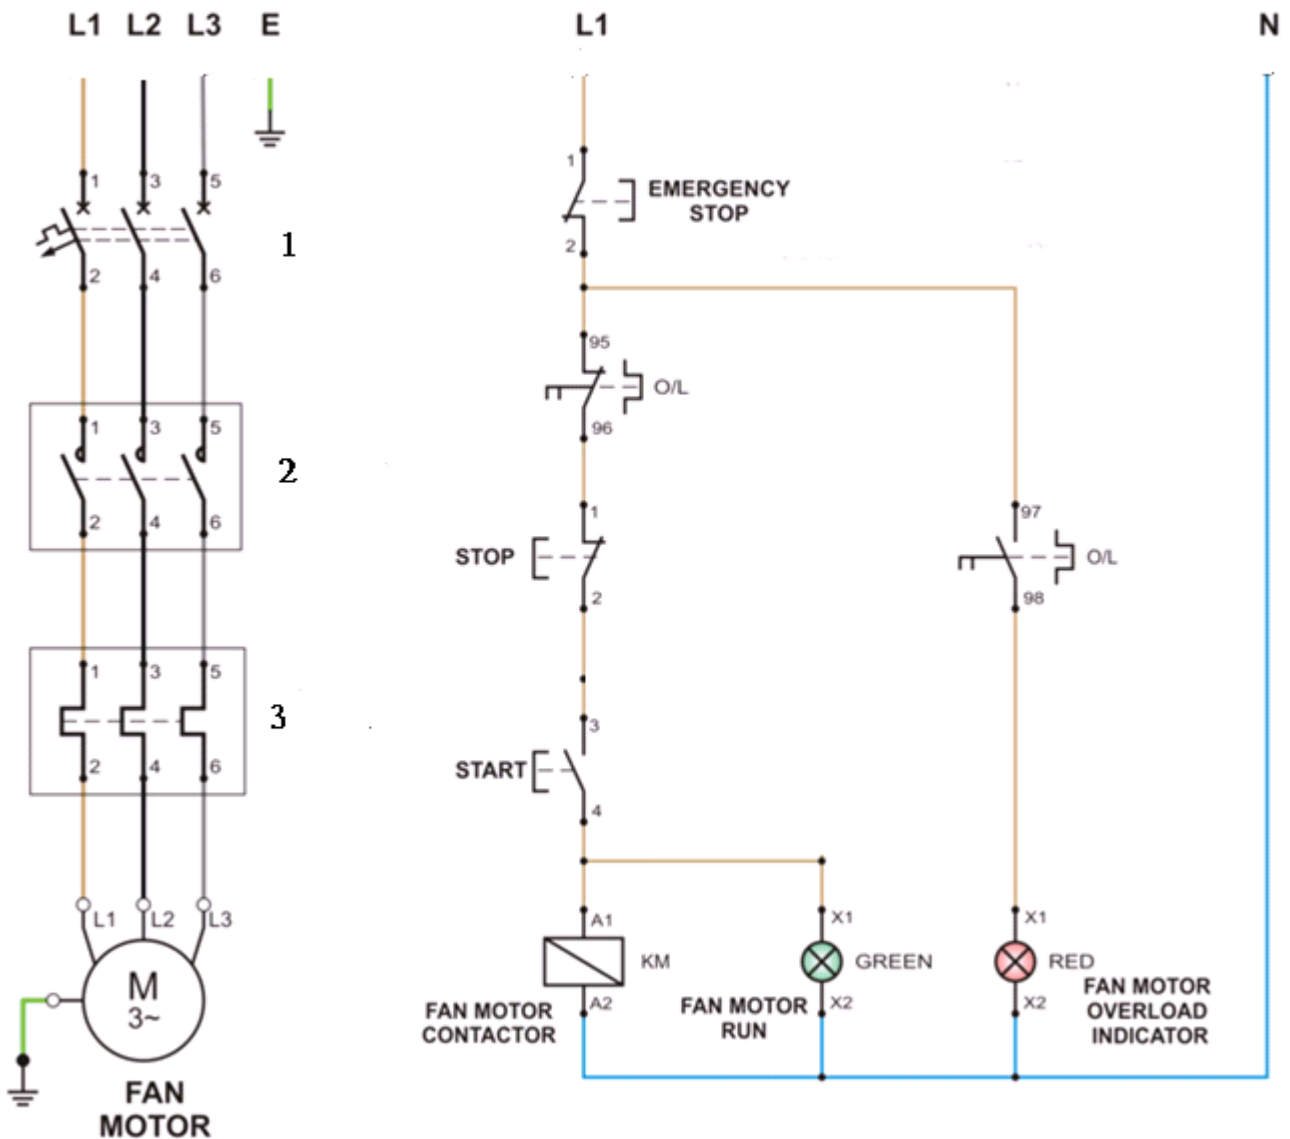 L1 L2 L3 E L1 N
1 3 5
1
2 4 6
1
EMERGENCY
STOP
2
95
O/L
96
1 3 5
2
2 4 6
1
STOP
2
97
O/L
98
1 3 5
3
2 4 6
3
START
4
L1 L2 L3
M
3~
FAN
MOTOR
A1
KM
A2
FAN MOTOR
CONTACTOR
X1
GREEN
X2
FAN MOTOR
RUN
X1
RED
X2
FAN MOTOR
OVERLOAD
INDICATOR